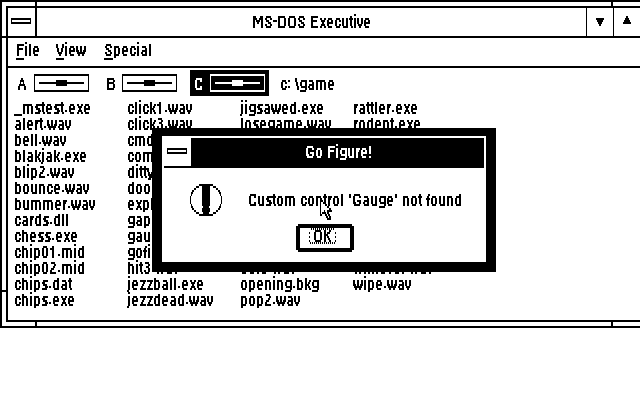 MS-DOS Executive
File View Special
A B C c: \game
_mstest.exe click1.wav jigsawed.exe rattler.exe
alert.wav click3.wav losegame.wav rodent.exe
bell.wav
blakjak.exe
blip2.wav
bounce.wav
bummer.wav
cards.dll
chess.exe
chip01.mid
chip02.mid
chips.dat jezzball.exe opening.bkg wipe.wav
chips.exe jezzdead.wav pop2.wav
Go Figure!
Custom control 'Gauge' not found
OK